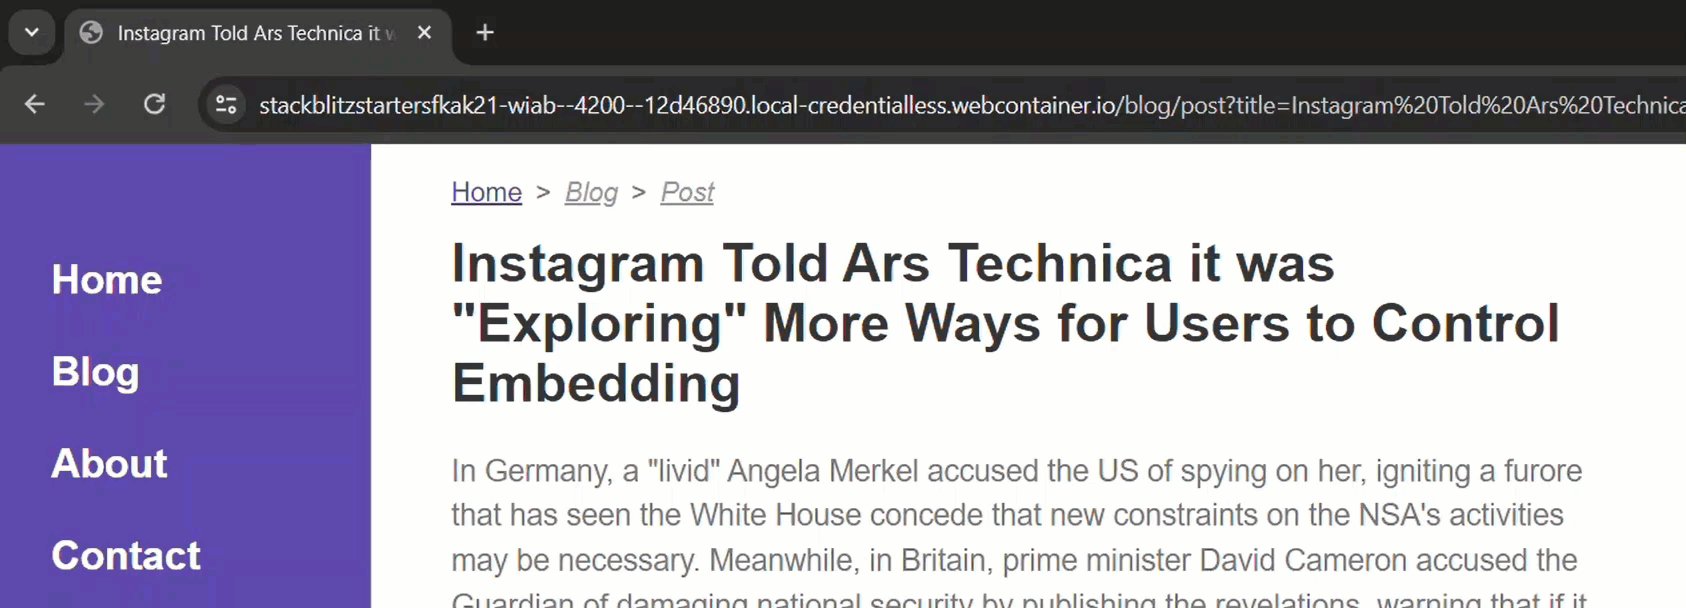 Instagram Told Ars Technica it
stackblitzstartersfkak21-wiab--4200--12d46890.local-credentialless.webcontainer.io/blog/post?title=Instagram%20Told%20Ars%20Technica
Home > Blog > Post
Home
Blog
About
Contact
Instagram Told Ars Technica it was
"Exploring" More Ways for Users to Control
Embedding
In Germany, a "livid" Angela Merkel accused the US of spying on her, igniting a furore
that has seen the White House concede that new constraints on the NSA's activities
may be necessary. Meanwhile, in Britain, prime minister David Cameron accused the
Guardian of damaging national security by publishing the revelations, warning that if it